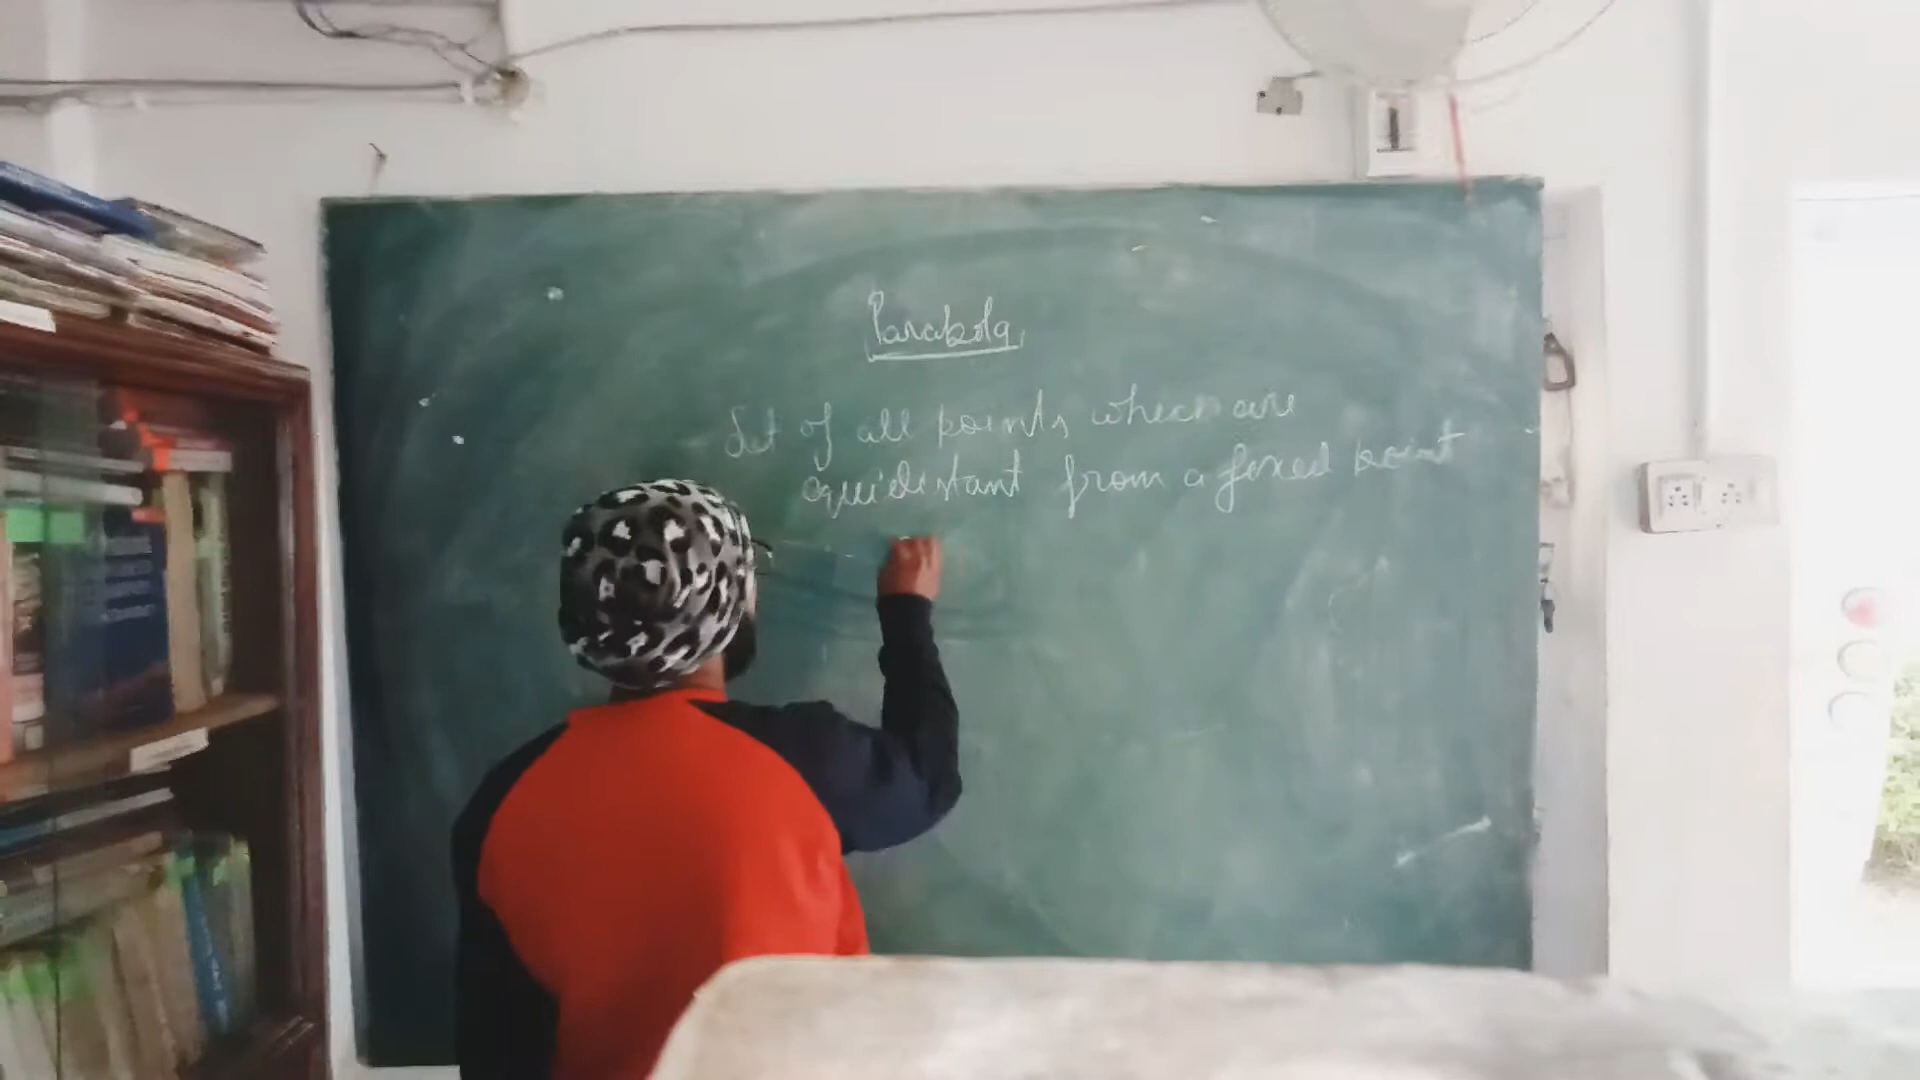 Parabola
Set of all points which are
equidistant from a fixed point